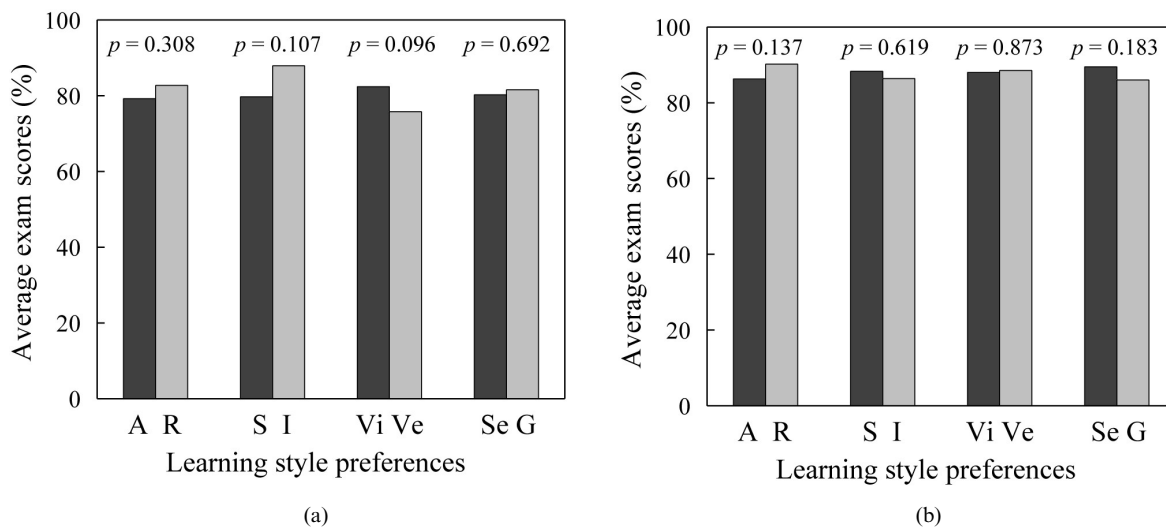 100
80
60
40
20
0
Average exam scores (%)
p = 0.308 p = 0.107 p = 0.096 p = 0.692
A R S I Vi Ve Se G
Learning style preferences
(a)
100
80
60
40
20
0
Average exam scores (%)
p = 0.137 p = 0.619 p = 0.873 p = 0.183
A R S I Vi Ve Se G
Learning style preferences
(b)